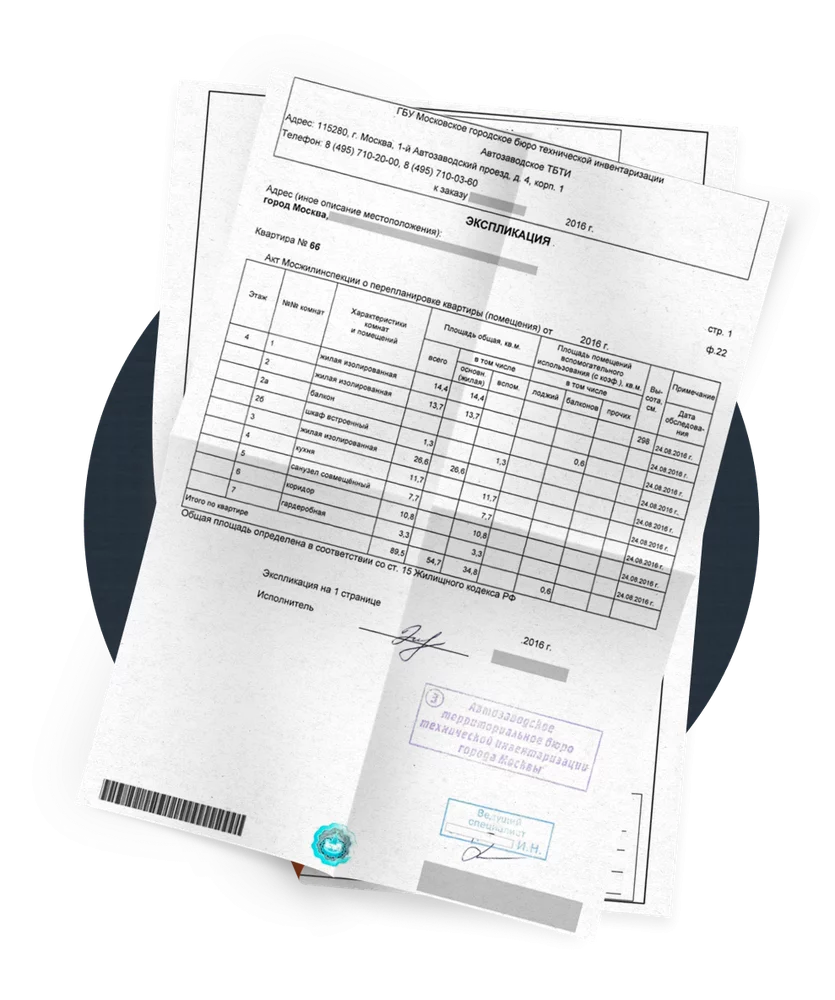 ГБУ Московское городское бюро технической инвентаризации
Автозаводское ТБТИ
Адрес: 115280, г. Москва, 1-й Автозаводский проезд, д. 4, корп. 1
Телефон: 8 (495) 710-20-00, 8 (495) 710-03-60
к заказу
2016 г.
ЭКСПЛИКАЦИЯ
Адрес (иное описание местоположения):
город Москва,
Квартира № 66
стр. 1
ф.22
Акт Мосжилинспекции о перепланировке квартиры (помещения) от 2016 г.
Этаж
№№ комнат
Характеристики
комнат
и помещений
Площадь общая, кв.м.
всего
в том числе
основн.
(жилая)
вспом.
Площадь помещений
вспомогательного
использования (с коэф.), кв.м.
в том числе
лоджий
балконов
прочих
Вы-
сота,
см.
Примечание
Дата
обследова-
ния
4 1 жилая изолированная 14,4 14,4 298 24.08.2016 г.
2 жилая изолированная 13,7 13,7 24.08.2016 г.
2а балкон 0,6 24.08.2016 г.
2б шкаф встроенный 1,3 1,3 24.08.2016 г.
3 жилая изолированная 26,6 26,6 24.08.2016 г.
4 кухня 11,7 11,7 24.08.2016 г.
5 санузел совмещённый 7,7 7,7 24.08.2016 г.
6 коридор 10,8 10,8 24.08.2016 г.
7 гардеробная 3,3 3,3 24.08.2016 г.
Итого по квартире 89,5 54,7 34,8 0,6
Общая площадь определена в соответствии со ст. 15 Жилищного кодекса РФ
Экспликация на 1 странице
Исполнитель
.2016 г.
3
Автозаводское
территориальное бюро
технической инвентаризации
города Москвы
Ведущий
специалист
И.Н.